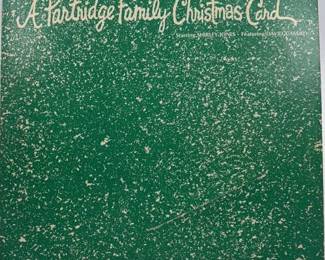 A Partridge Family Christmas Card
Starring SHIRLEY JONES • Featuring DAVID CASSIDY